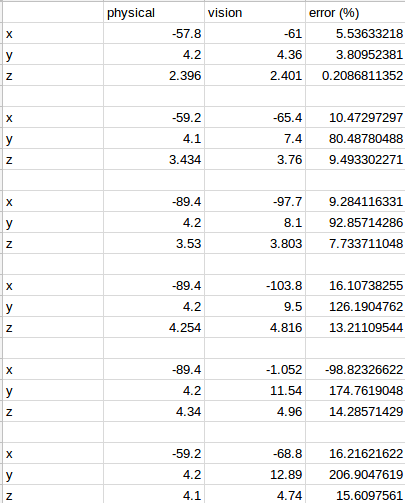 physical vision error (%)
x -57.8 -61 5.53633218
y 4.2 4.36 3.80952381
z 2.396 2.401 0.2086811352
x -59.2 -65.4 10.47297297
y 4.1 7.4 80.48780488
z 3.434 3.76 9.493302271
x -89.4 -97.7 9.284116331
y 4.2 8.1 92.85714286
z 3.53 3.803 7.733711048
x -89.4 -103.8 16.10738255
y 4.2 9.5 126.1904762
z 4.254 4.816 13.21109544
x -89.4 -1.052 -98.82326622
y 4.2 11.54 174.7619048
z 4.34 4.96 14.28571429
x -59.2 -68.8 16.21621622
y 4.2 12.89 206.9047619
z 4.1 4.74 15.6097561